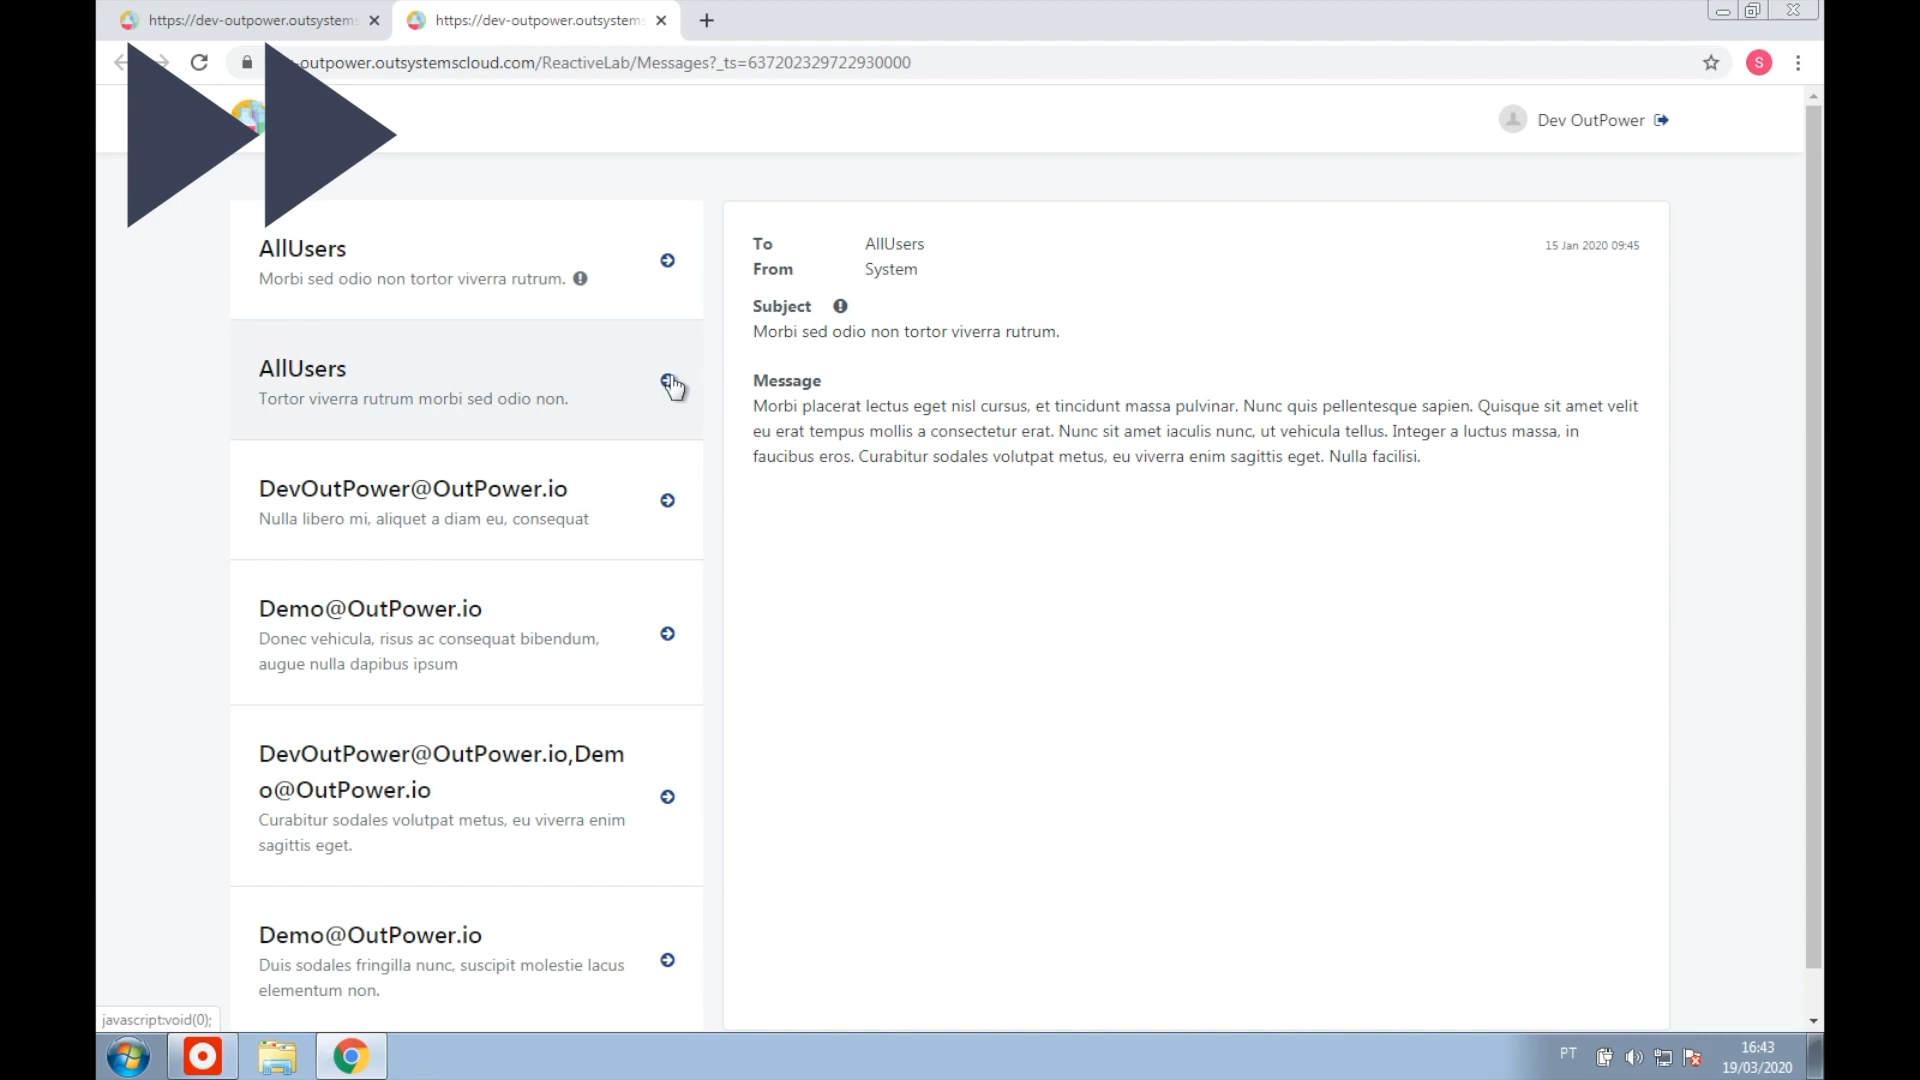 https://dev-outpower.outsystems
https://dev-outpower.outsystems
outpower.outsystemscloud.com/ReactiveLab/Messages?_ts=637202329722930000
S
Dev OutPower
AllUsers
Morbi sed odio non tortor viverra rutrum.
AllUsers
Tortor viverra rutrum morbi sed odio non.
DevOutPower@OutPower.io
Nulla libero mi, aliquet a diam eu, consequat
Demo@OutPower.io
Donec vehicula, risus ac consequat bibendum,
augue nulla dapibus ipsum
DevOutPower@OutPower.io,Dem
o@OutPower.io
Curabitur sodales volutpat metus, eu viverra enim
sagittis eget.
Demo@OutPower.io
Duis sodales fringilla nunc, suscipit molestie lacus
elementum non.
To AllUsers 15 Jan 2020 09:45
From System
Subject
Morbi sed odio non tortor viverra rutrum.
Message
Morbi placerat lectus eget nisl cursus, et tincidunt massa pulvinar. Nunc quis pellentesque sapien. Quisque sit amet velit
eu erat tempus mollis a consectetur erat. Nunc sit amet iaculis nunc, ut vehicula tellus. Integer a luctus massa, in
faucibus eros. Curabitur sodales volutpat metus, eu viverra enim sagittis eget. Nulla facilisi.
javascript:void(0);
PT
16:43
19/03/2020